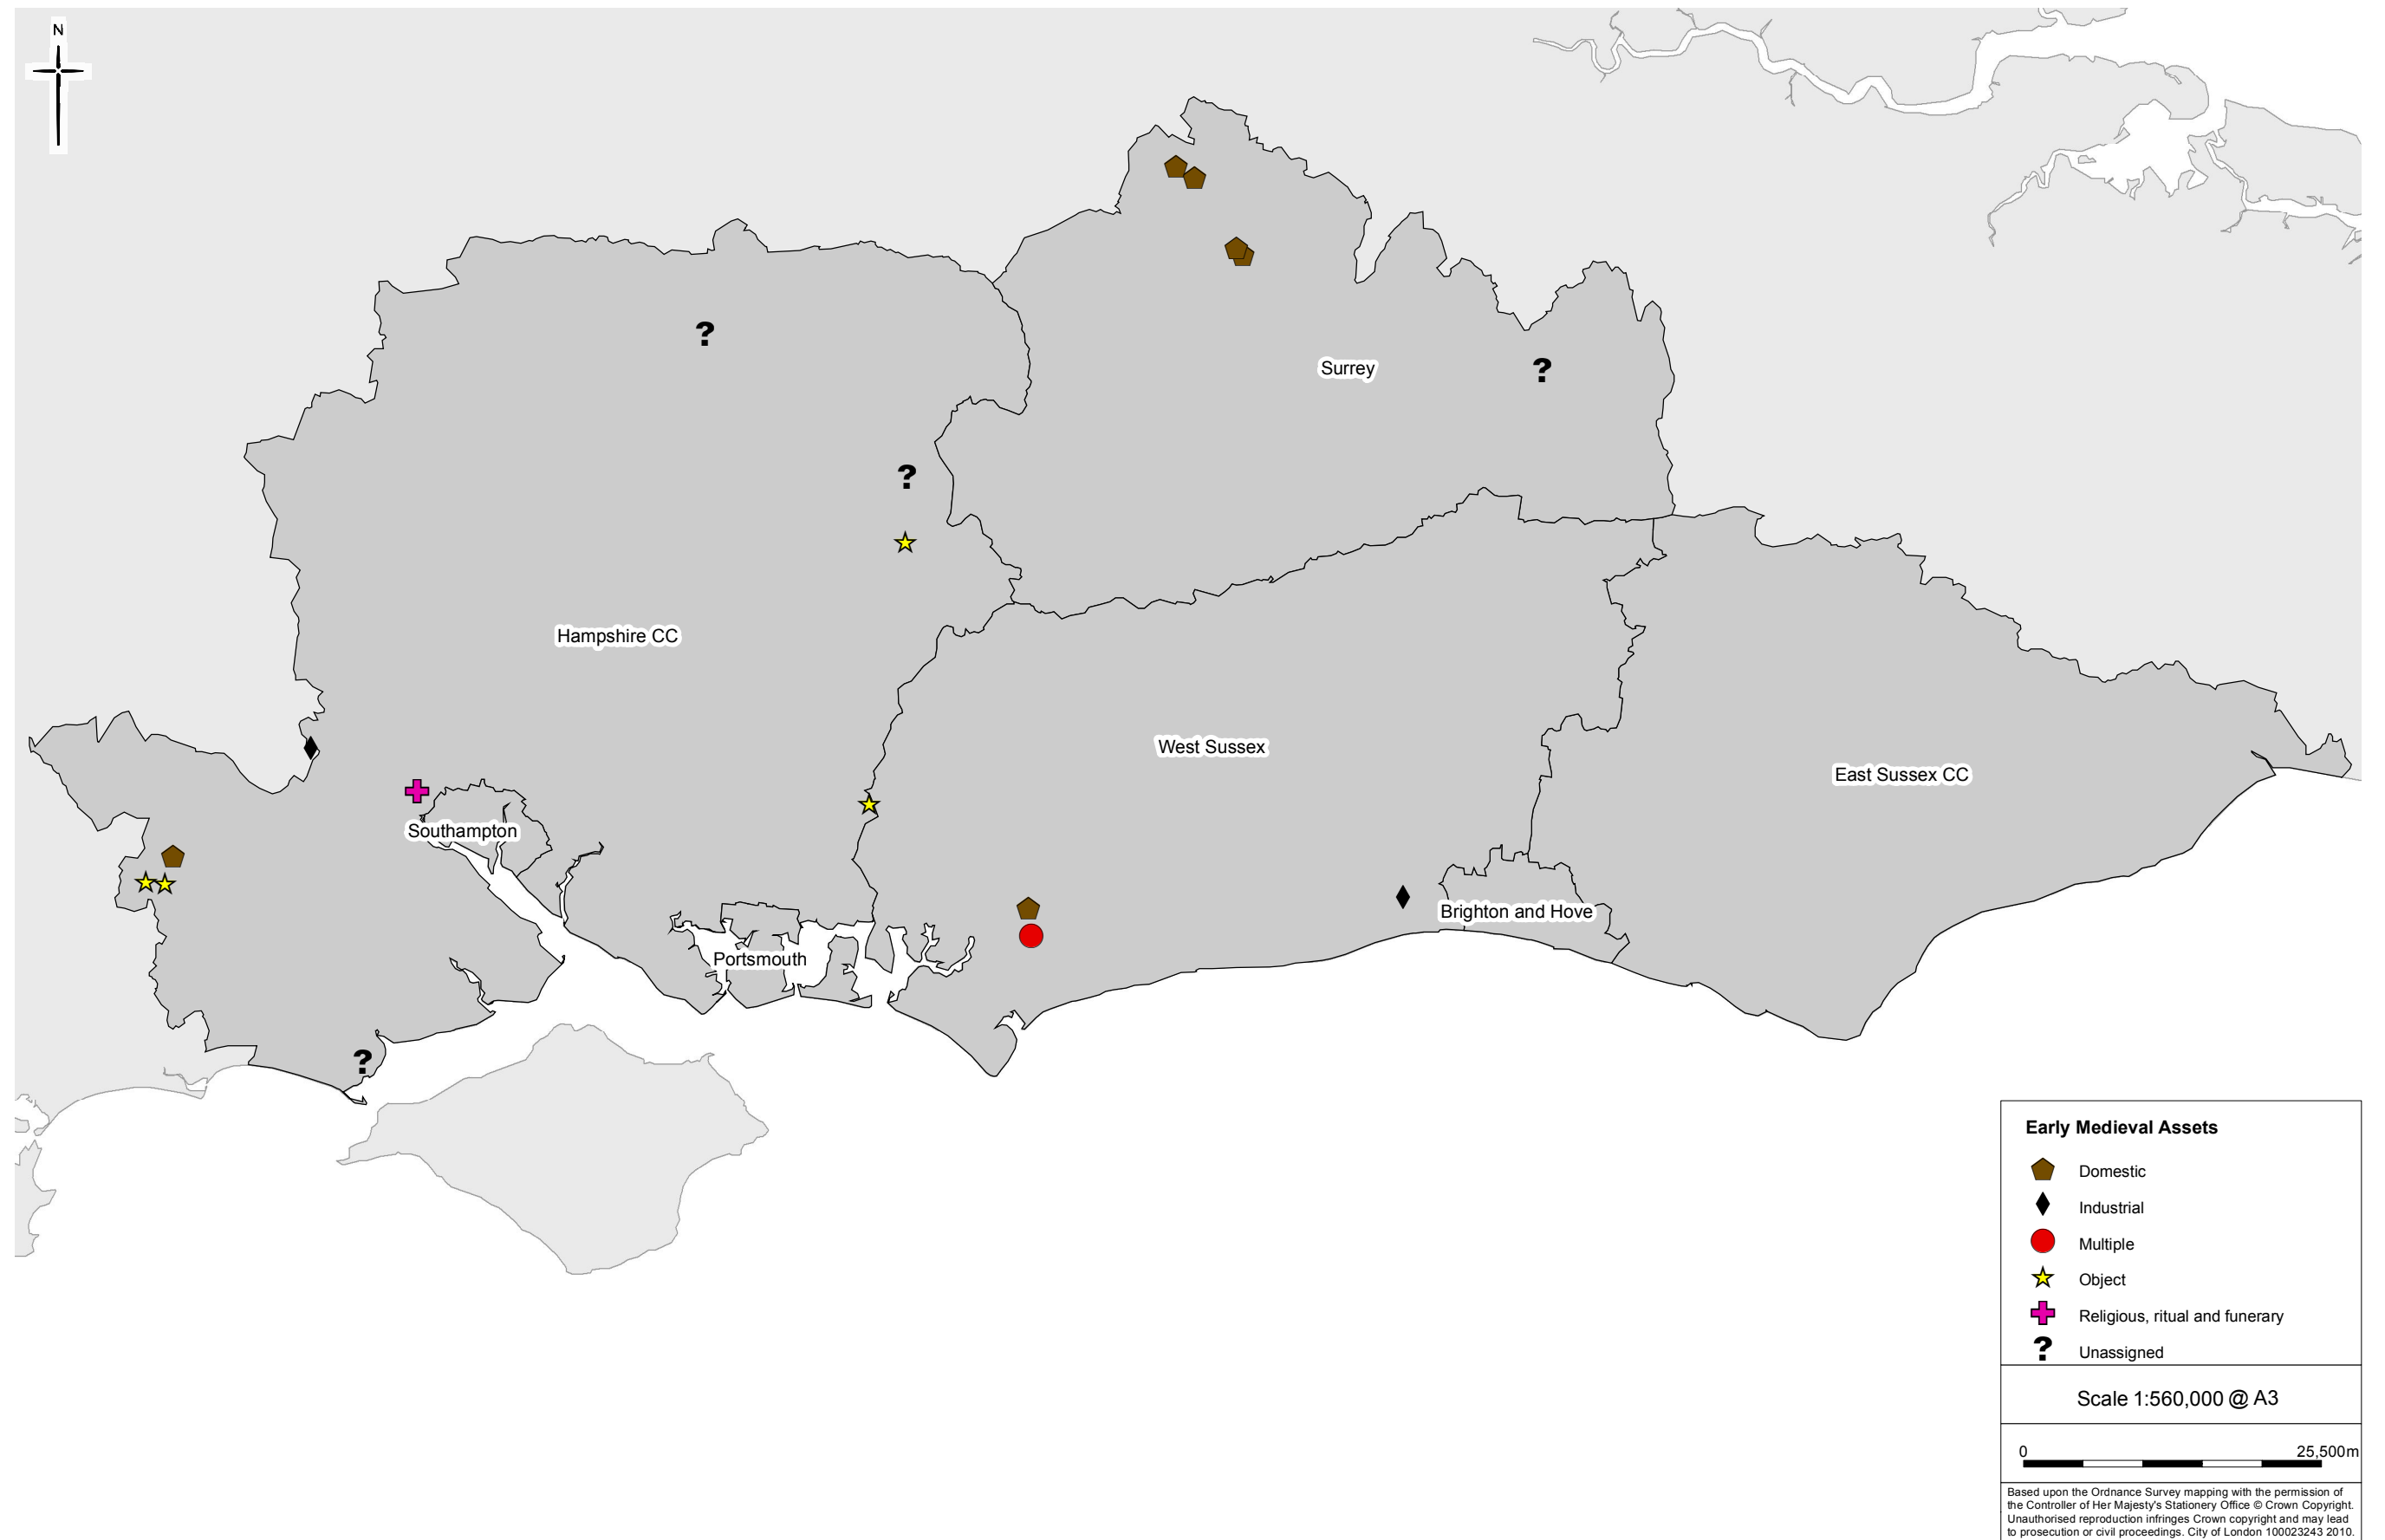 N
Surrey
Hampshire CC
West Sussex
East Sussex CC
Southampton
Brighton and Hove
Portsmouth
Early Medieval Assets
Domestic
Industrial
Multiple
Object
Religious, ritual and funerary
? Unassigned
Scale 1:560,000 @ A3
0 25,500m
Based upon the Ordnance Survey mapping with the permission of
the Controller of Her Majesty's Stationery Office © Crown Copyright.
Unauthorised reproduction infringes Crown copyright and may lead
to prosecution or civil proceedings. City of London 100023243 2010.